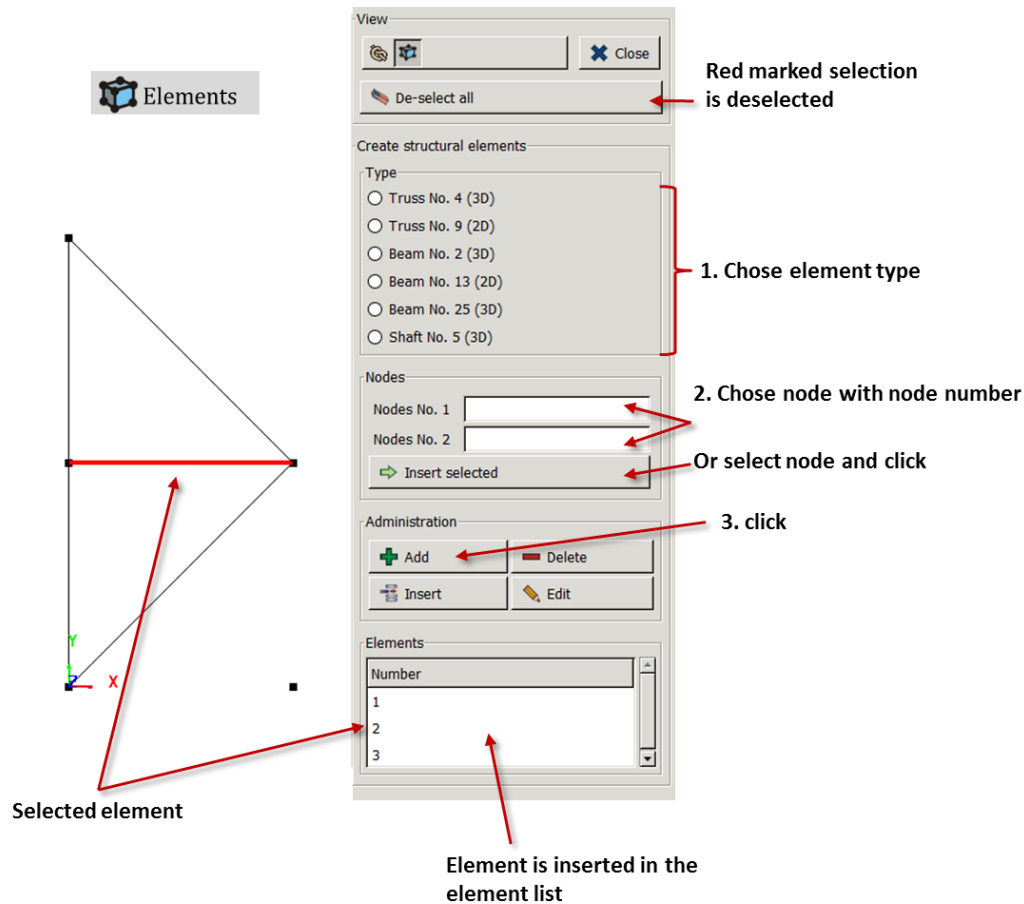 View
Close
De-select all
Red marked selection
is deselected
Elements
Create structural elements
Type
Truss No. 4 (3D)
Truss No. 9 (2D)
Beam No. 2 (3D)
Beam No. 13 (2D)
Beam No. 25 (3D)
Shaft No. 5 (3D)
1. Chose element type
Nodes
Nodes No. 1
Nodes No. 2
Insert selected
2. Chose node with node number
Or select node and click
Administration
Add
Delete
Insert
Edit
3. click
Elements
Number
1
2
3
Y
Z
X
Selected element
Element is inserted in the
element list